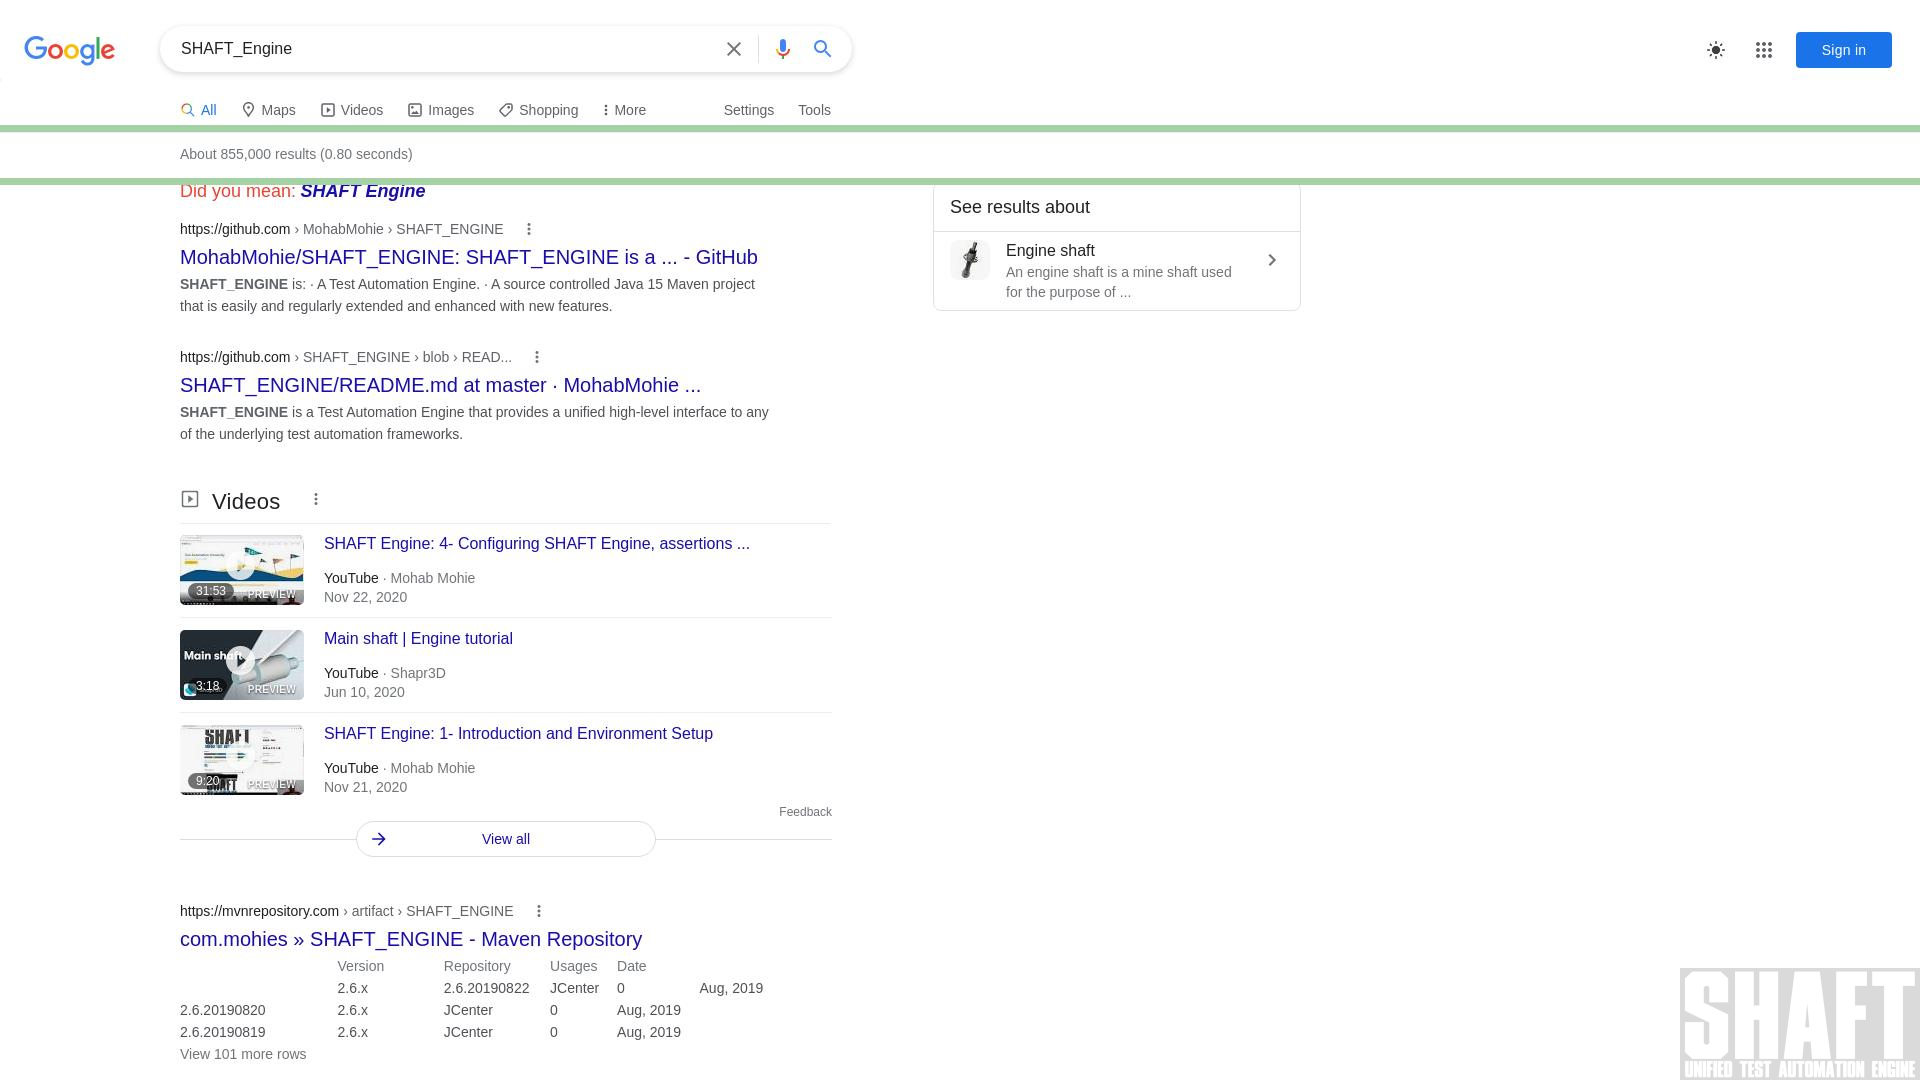 Google
SHAFT_Engine
Sign in
All Maps Videos Images Shopping More Settings Tools
About 855,000 results (0.80 seconds)
Did you mean: SHAFT Engine
https://github.com › MohabMohie › SHAFT_ENGINE
MohabMohie/SHAFT_ENGINE: SHAFT_ENGINE is a ... - GitHub
SHAFT_ENGINE is: · A Test Automation Engine. · A source controlled Java 15 Maven project
that is easily and regularly extended and enhanced with new features.
https://github.com › SHAFT_ENGINE › blob › READ...
SHAFT_ENGINE/README.md at master · MohabMohie ...
SHAFT_ENGINE is a Test Automation Engine that provides a unified high-level interface to any
of the underlying test automation frameworks.
Videos
SHAFT Engine: 4- Configuring SHAFT Engine, assertions ...
31:53
PREVIEW
YouTube · Mohab Mohie
Nov 22, 2020
Main shaft | Engine tutorial
Main shaft
3:18
PREVIEW
YouTube · Shapr3D
Jun 10, 2020
SHAFT Engine: 1- Introduction and Environment Setup
SHAFT
9:20
PREVIEW
YouTube · Mohab Mohie
Nov 21, 2020
Feedback
View all
https://mvnrepository.com › artifact › SHAFT_ENGINE
com.mohies » SHAFT_ENGINE - Maven Repository
Version Repository Usages Date
2.6.x 2.6.20190822 JCenter 0 Aug, 2019
2.6.20190820 2.6.x JCenter 0 Aug, 2019
2.6.20190819 2.6.x JCenter 0 Aug, 2019
View 101 more rows
See results about
Engine shaft
An engine shaft is a mine shaft used
for the purpose of ...
SHAFT
UNIFIED TEST AUTOMATION ENGINE